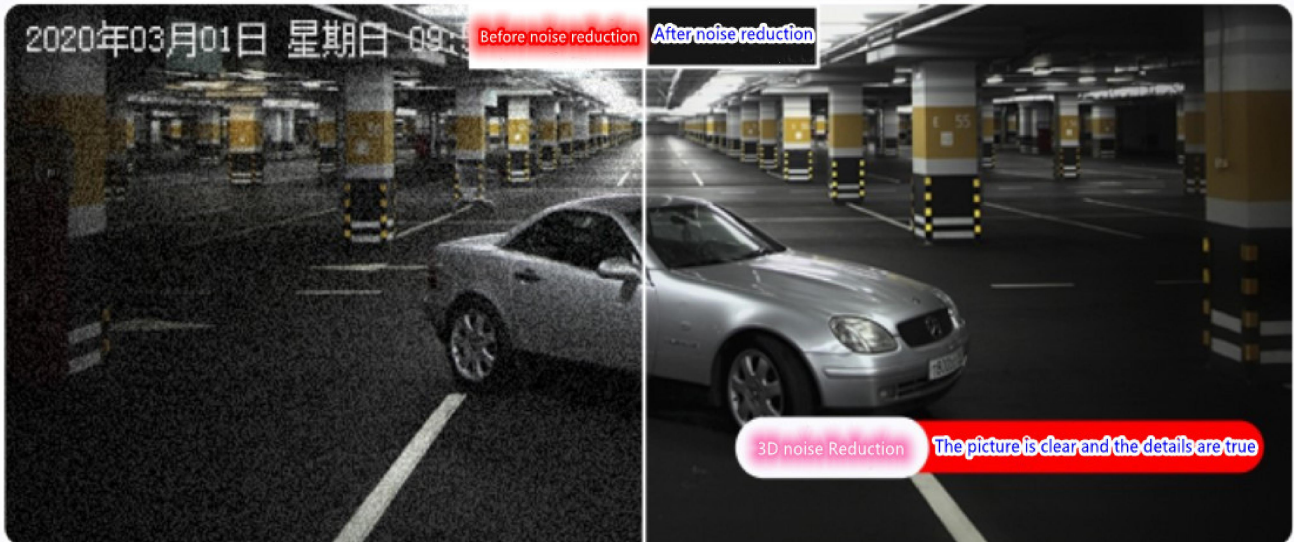 2020年03月01日 星期日 09:
Before noise reduction
After noise reduction
E 55
3D noise Reduction
The picture is clear and the details are true